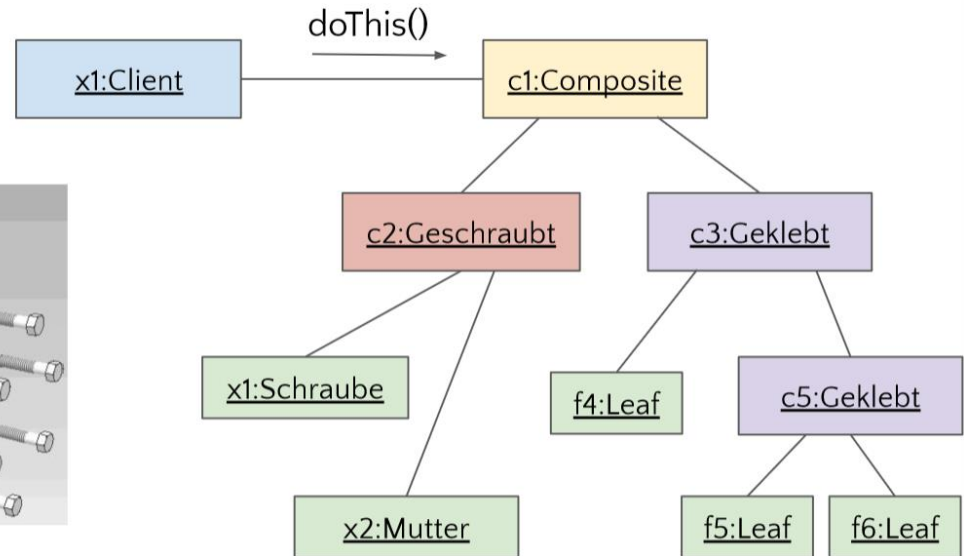 doThis()
x1:Client
c1:Composite
c2:Geschraubt
c3:Geklebt
x1:Schraube
f4:Leaf
c5:Geklebt
x2:Mutter
f5:Leaf
f6:Leaf